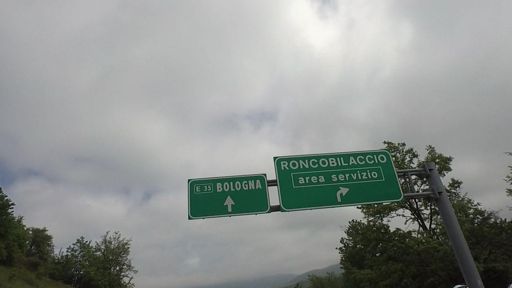 E 35 BOLOGNA
RONCOBILACCIO
area servizio